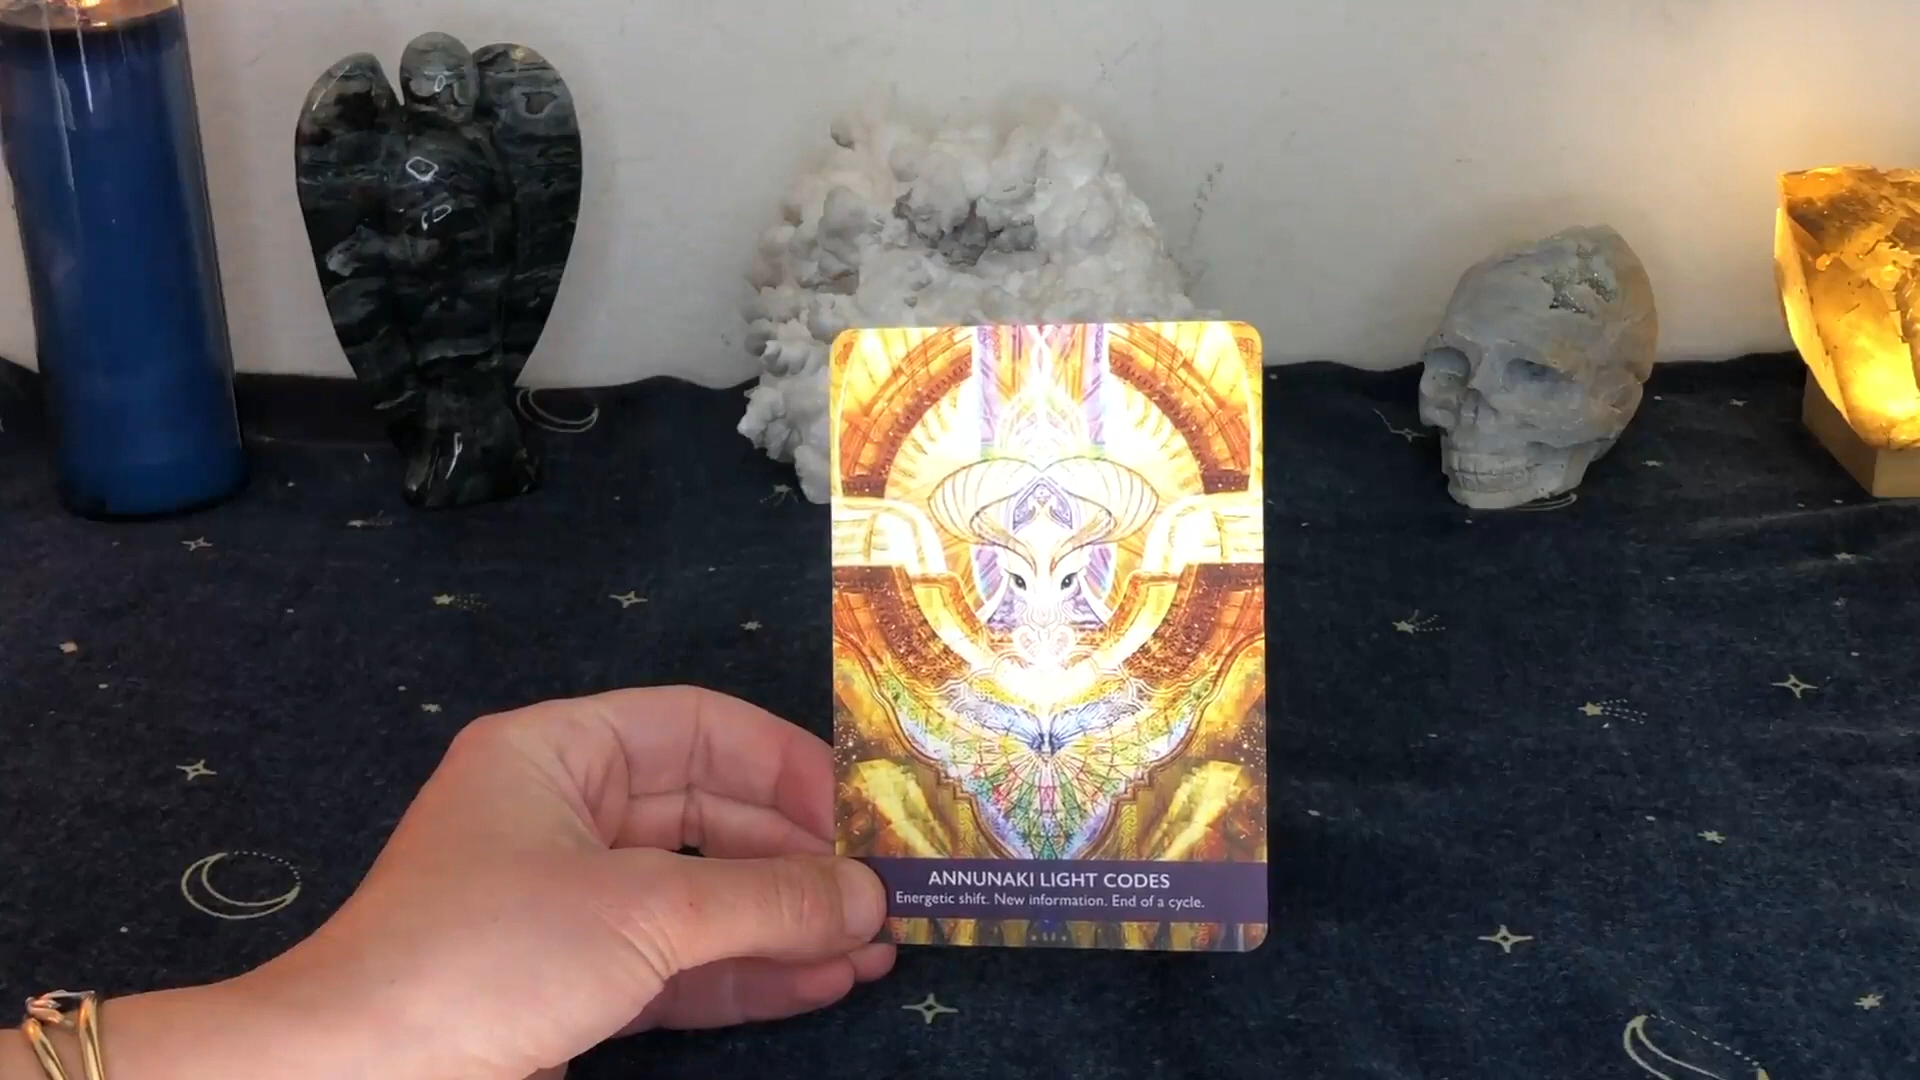 ANNUNAKI LIGHT CODES
Energetic shift. New information. End of a cycle.